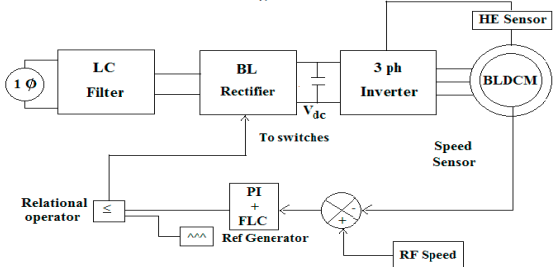 HE Sensor
1 ϕ
LC
Filter
BL
Rectifier
V dc
3 ph
Inverter
BLDCM
To switches
Speed
Sensor
Relational
operator
≤
^^^
Ref Generator
PI
+
FLC
-
+
RF Speed